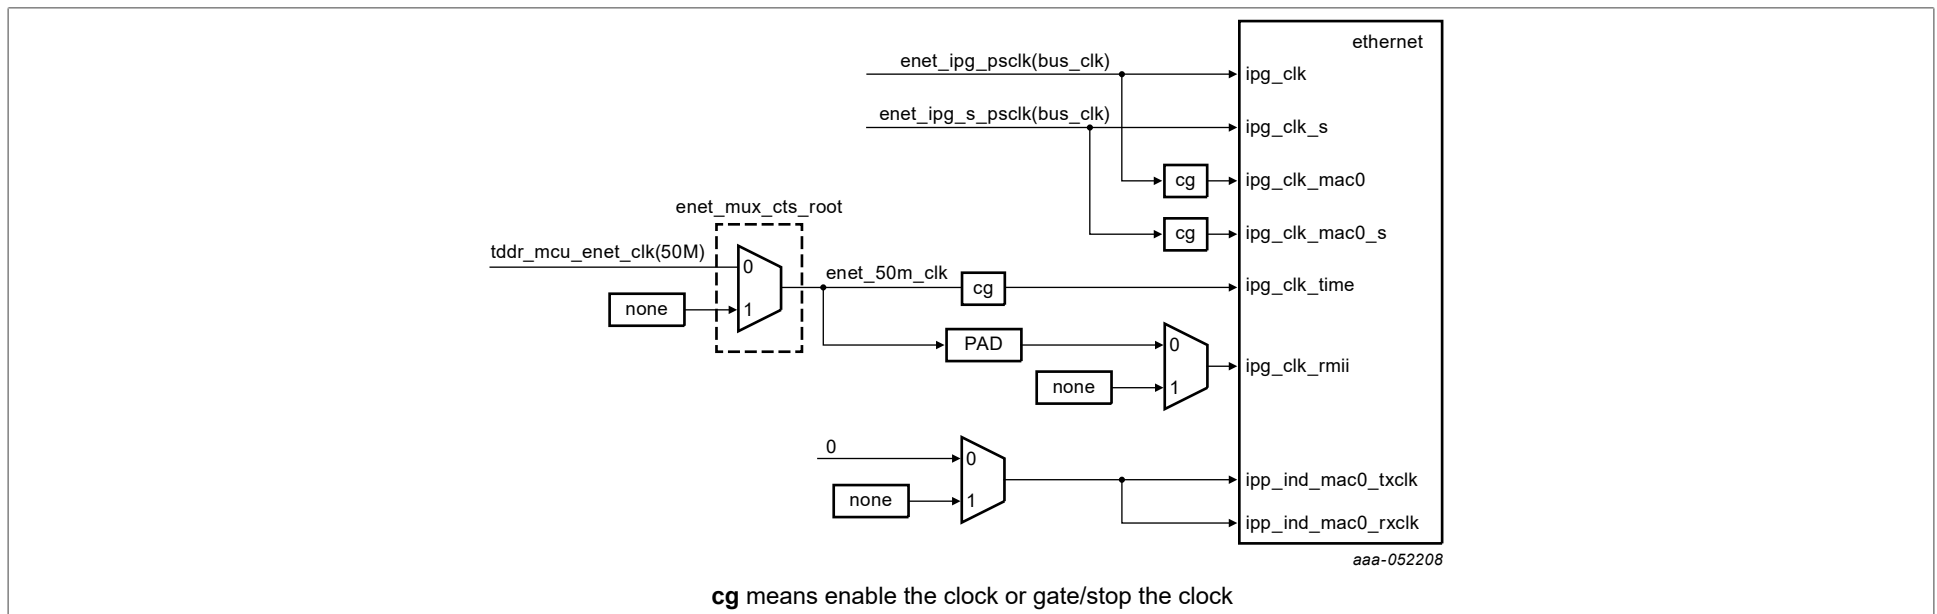 ethernet
enet_ipg_psclk(bus_clk)
ipg_clk
enet_ipg_s_psclk(bus_clk)
ipg_clk_s
cg
ipg_clk_mac0
enet_mux_cts_root
cg
ipg_clk_mac0_s
tddr_mcu_enet_clk(50M)
0
enet_50m_clk
cg
ipg_clk_time
none
1
PAD
0
ipg_clk_rmii
none
1
0
0
ipp_ind_mac0_txclk
none
1
ipp_ind_mac0_rxclk
aaa-052208
cg means enable the clock or gate/stop the clock